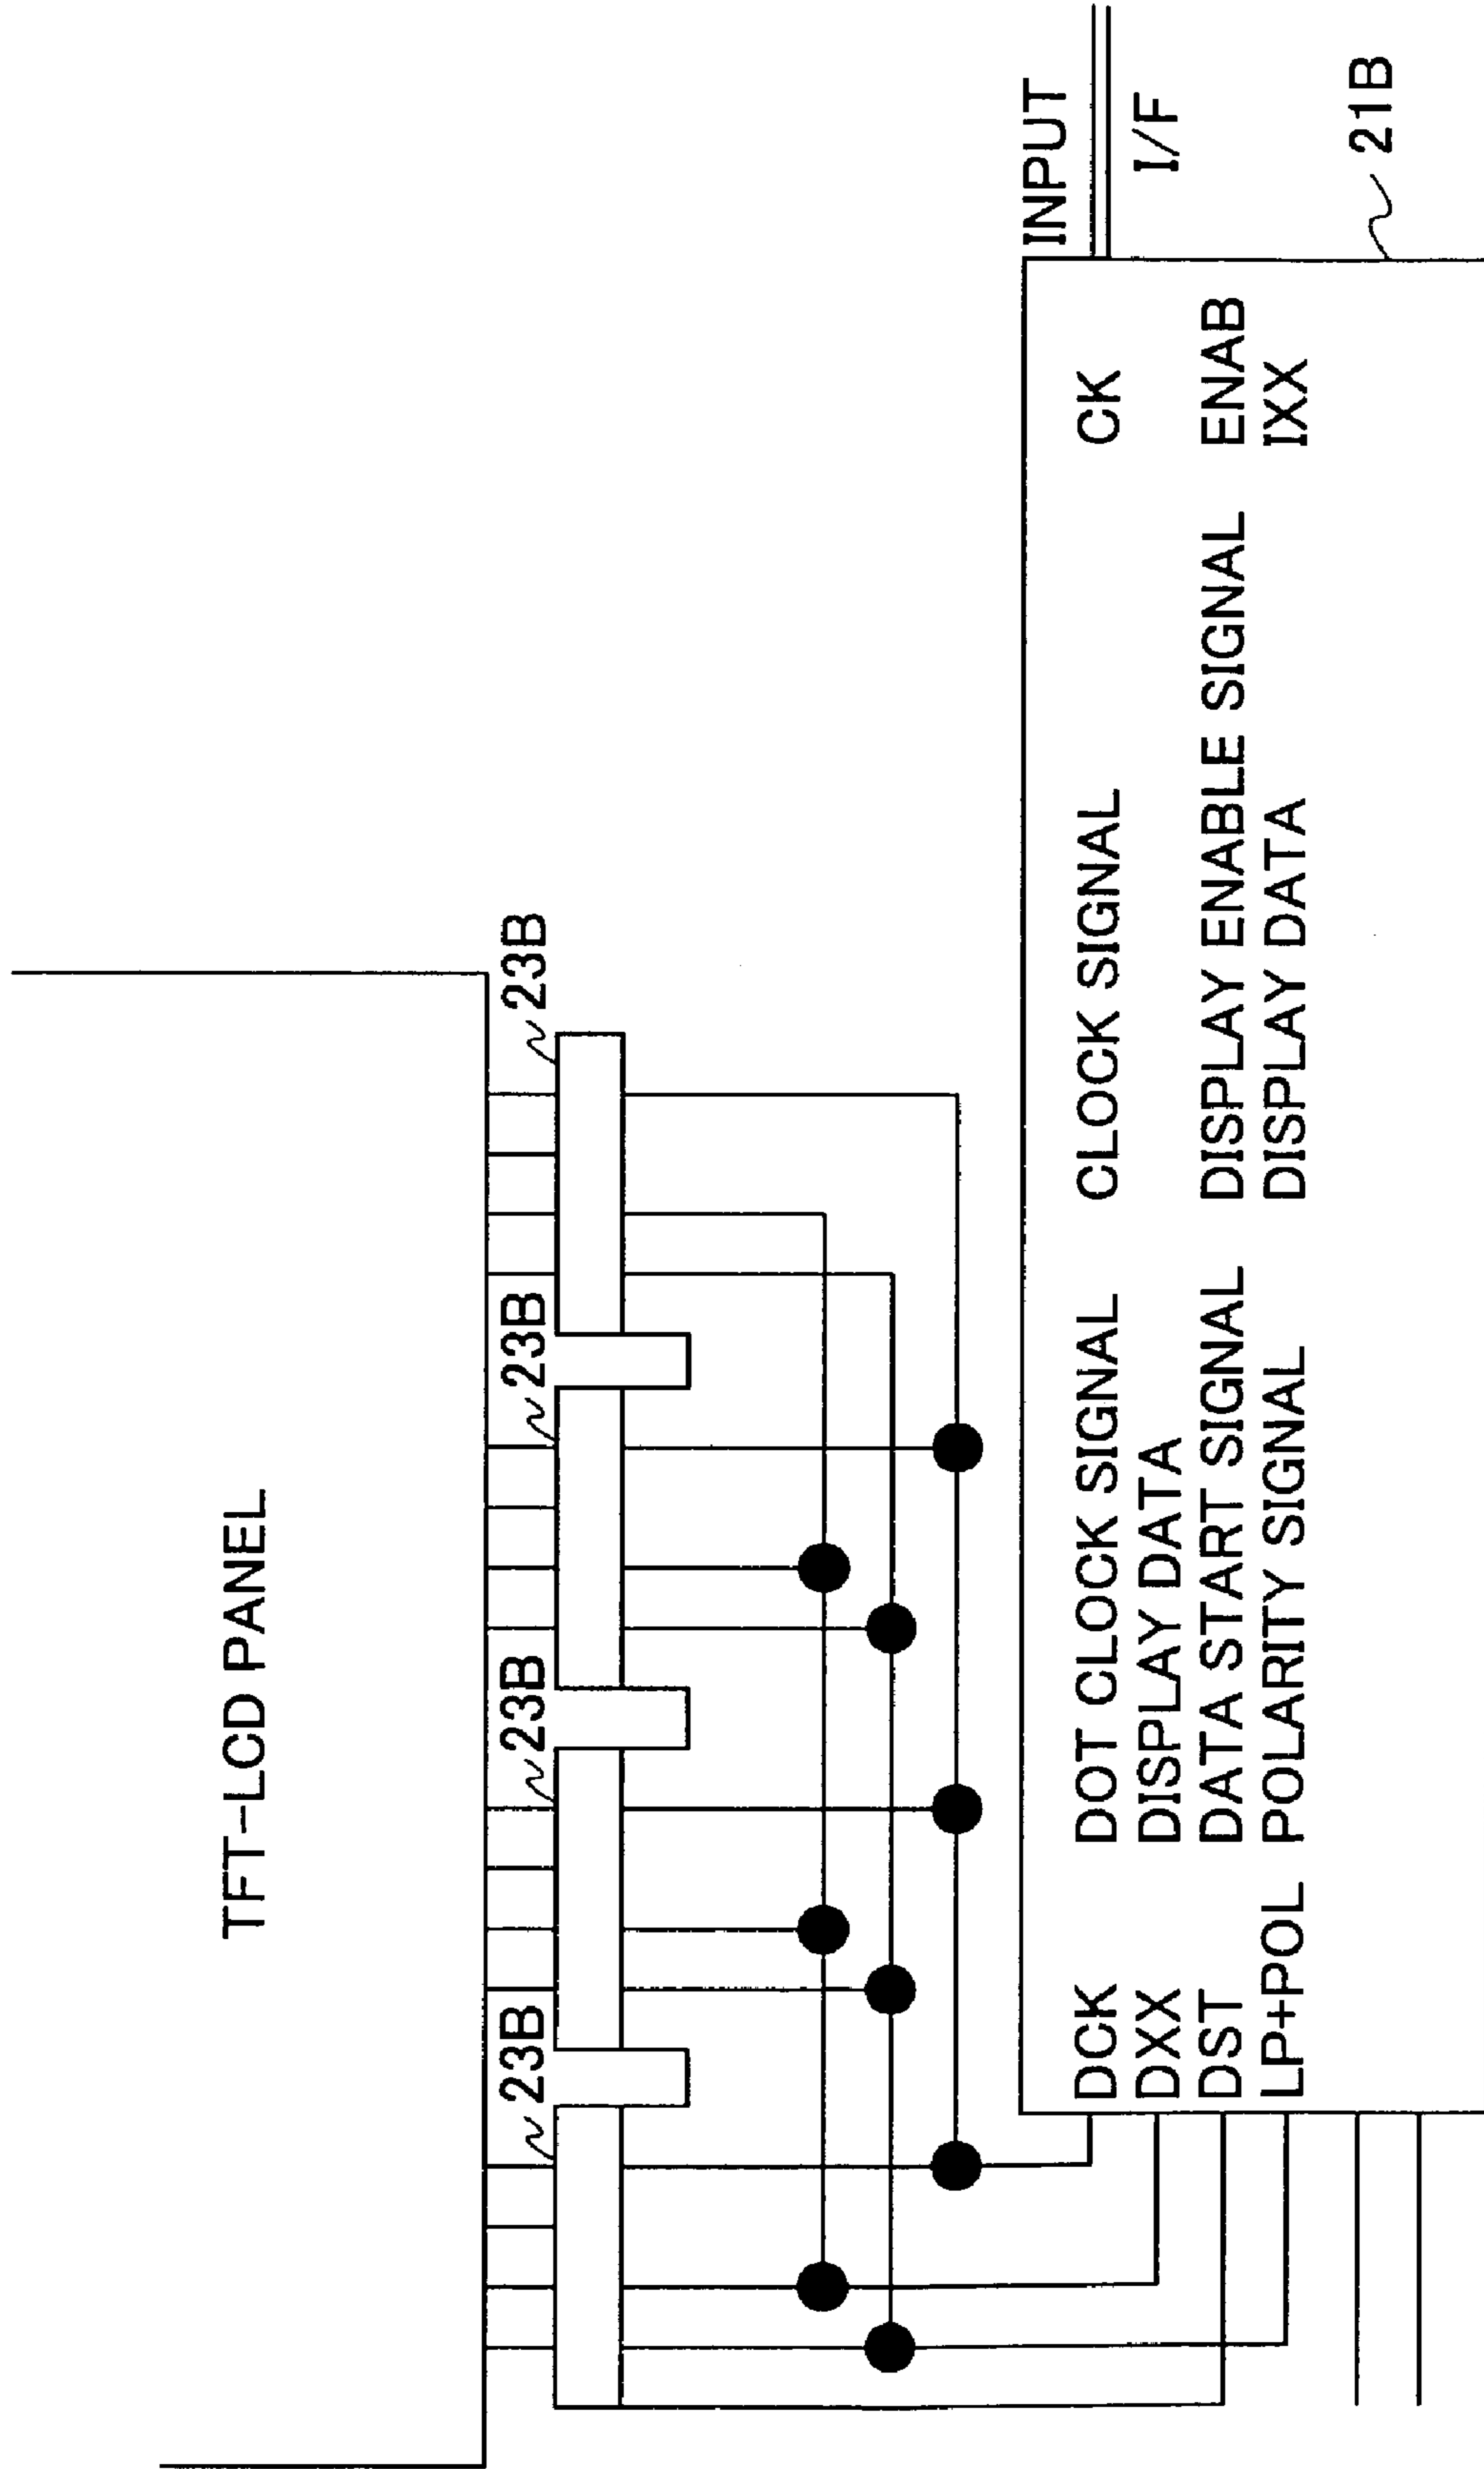 TFT-LCD PANEL
23B
23B
23B
23B
INPUT
I/F
21B
DCK DOT CLOCK SIGNAL CLOCK SIGNAL CK
DXX DISPLAY DATA
DST DATA START SIGNAL DISPLAY ENABLE SIGNAL ENAB
LP+POL POLARITY SIGNAL DISPLAY DATA IXX